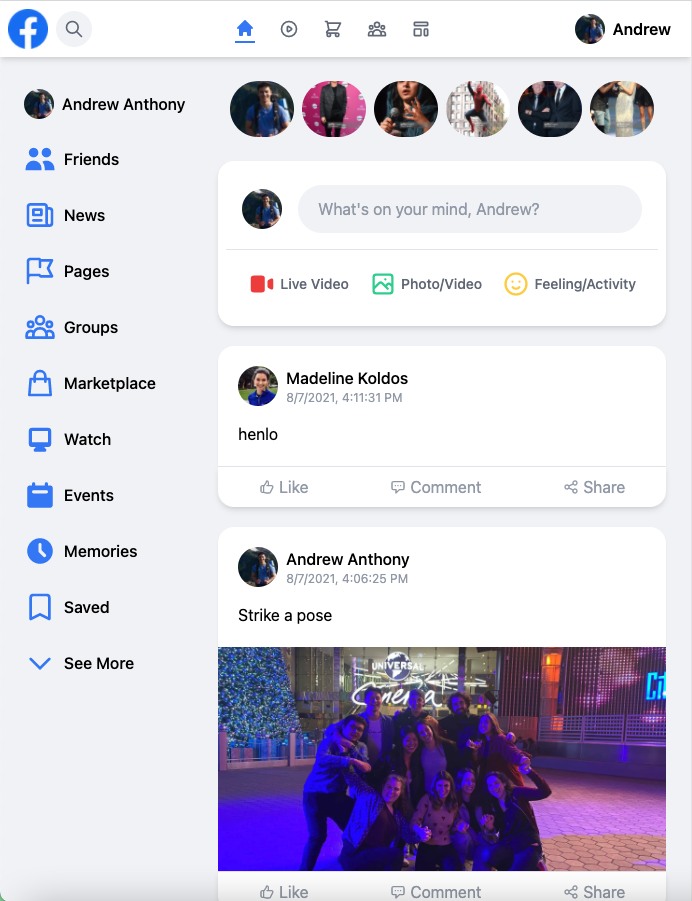 f
Andrew
Andrew Anthony
Friends
News
Pages
Groups
Marketplace
Watch
Events
Memories
Saved
See More
What's on your mind, Andrew?
Live Video
Photo/Video
Feeling/Activity
Madeline Koldos
8/7/2021, 4:11:31 PM
henlo
Like
Comment
Share
Andrew Anthony
8/7/2021, 4:06:25 PM
Strike a pose
UNIVERSAL
Cinema
Like
Comment
Share